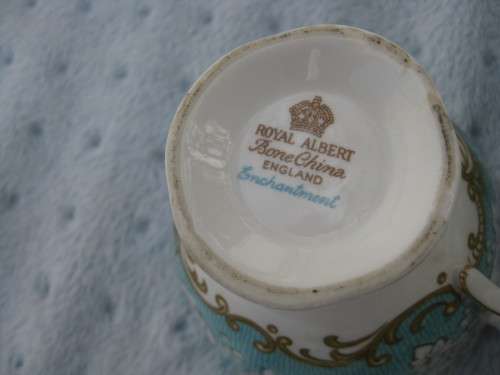 ROYAL ALBERT
Bone China
ENGLAND
Enchantment